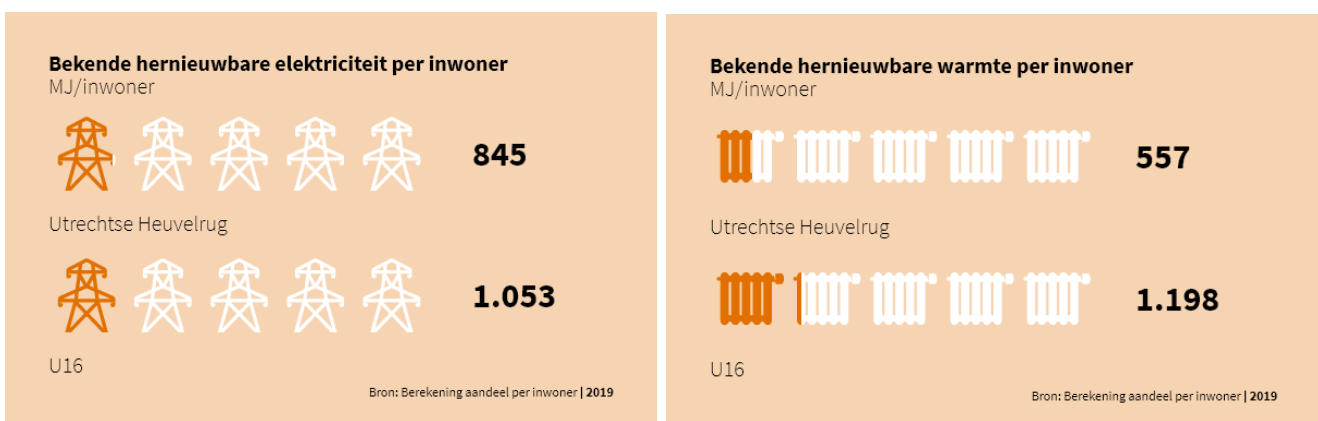 Bekende hernieuwbare elektriciteit per inwoner
MJ/inwoner
845
Utrechtse Heuvelrug
1.053
U16
Bron: Berekening aandeel per inwoner | 2019
Bekende hernieuwbare warmte per inwoner
MJ/inwoner
557
Utrechtse Heuvelrug
1.198
U16
Bron: Berekening aandeel per inwoner | 2019